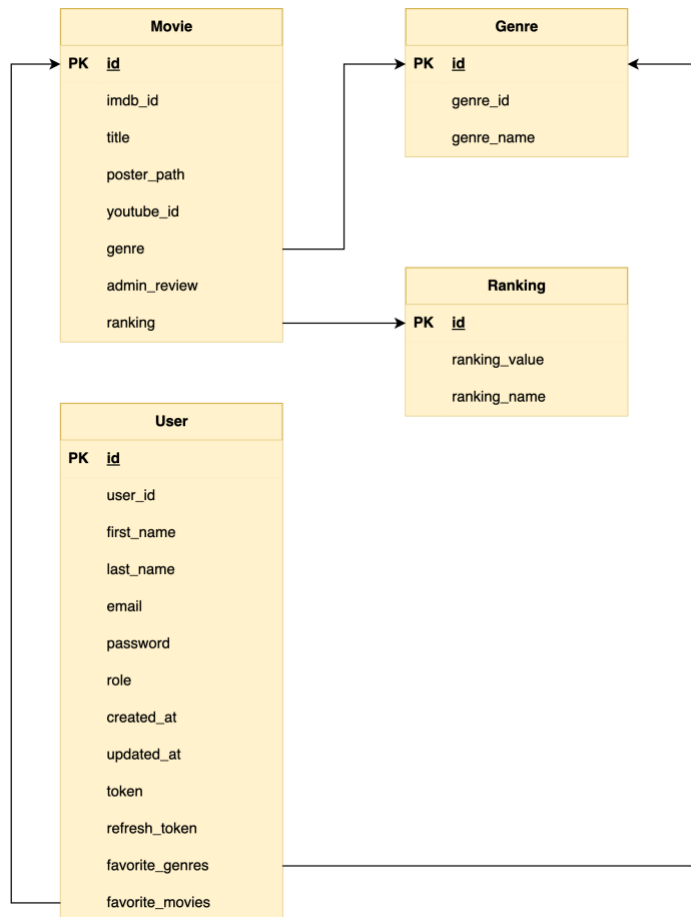 Movie
PK id
imdb_id
title
poster_path
youtube_id
genre
admin_review
ranking
Genre
PK id
genre_id
genre_name
Ranking
PK id
ranking_value
ranking_name
User
PK id
user_id
first_name
last_name
email
password
role
created_at
updated_at
token
refresh_token
favorite_genres
favorite_movies